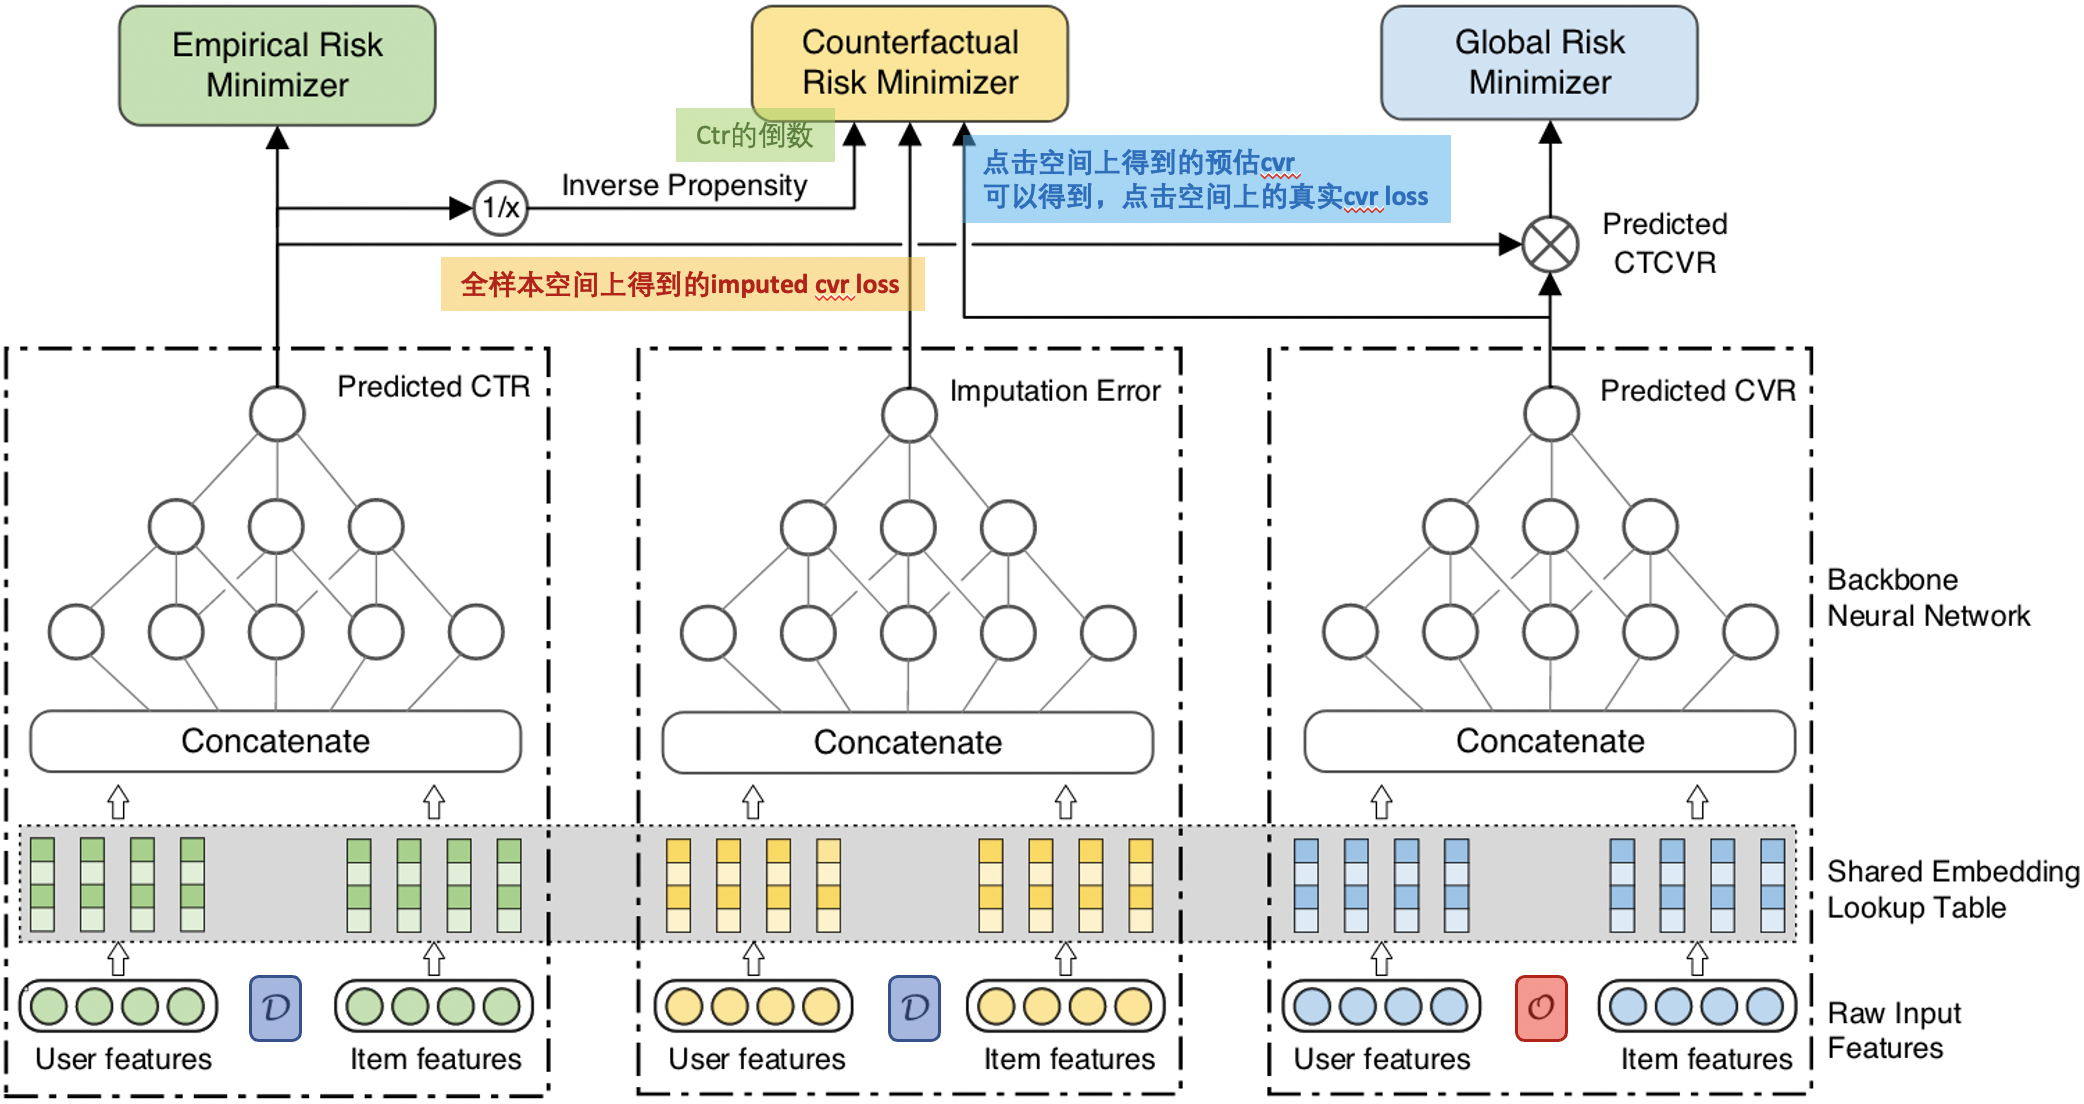 Empirical Risk
Minimizer
Counterfactual
Risk Minimizer
Global Risk
Minimizer
Ctr的倒数
点击空间上得到的预估cvr
可以得到，点击空间上的真实cvr loss
Inverse Propensity
1/x
Predicted
CTCVR
全样本空间上得到的imputed cvr loss
Predicted CTR
Imputation Error
Predicted CVR
Backbone
Neural Network
Concatenate
Concatenate
Concatenate
Shared Embedding
Lookup Table
D
D
O
Raw Input
Features
User features
Item features
User features
Item features
User features
Item features